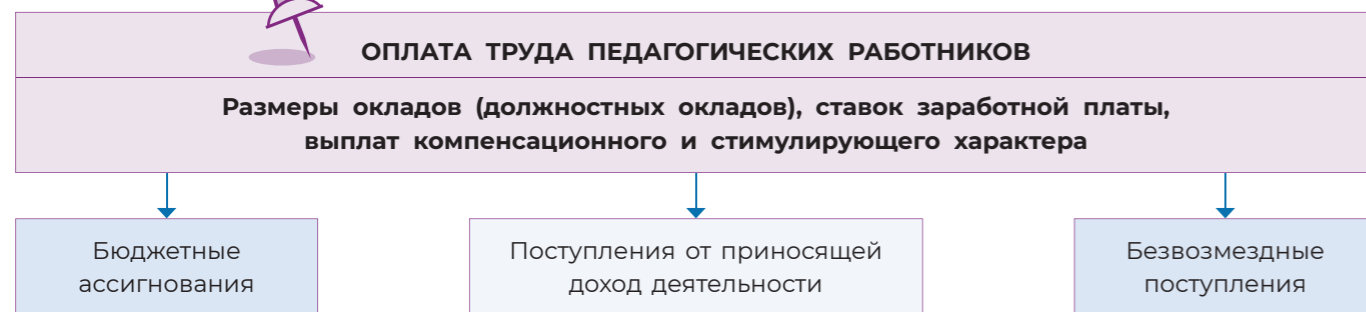 ОПЛАТА ТРУДА ПЕДАГОГИЧЕСКИХ РАБОТНИКОВ
Размеры окладов (должностных окладов), ставок заработной платы,
выплат компенсационного и стимулирующего характера
Бюджетные
ассигнования
Поступления от приносящей
доход деятельности
Безвозмездные
поступления